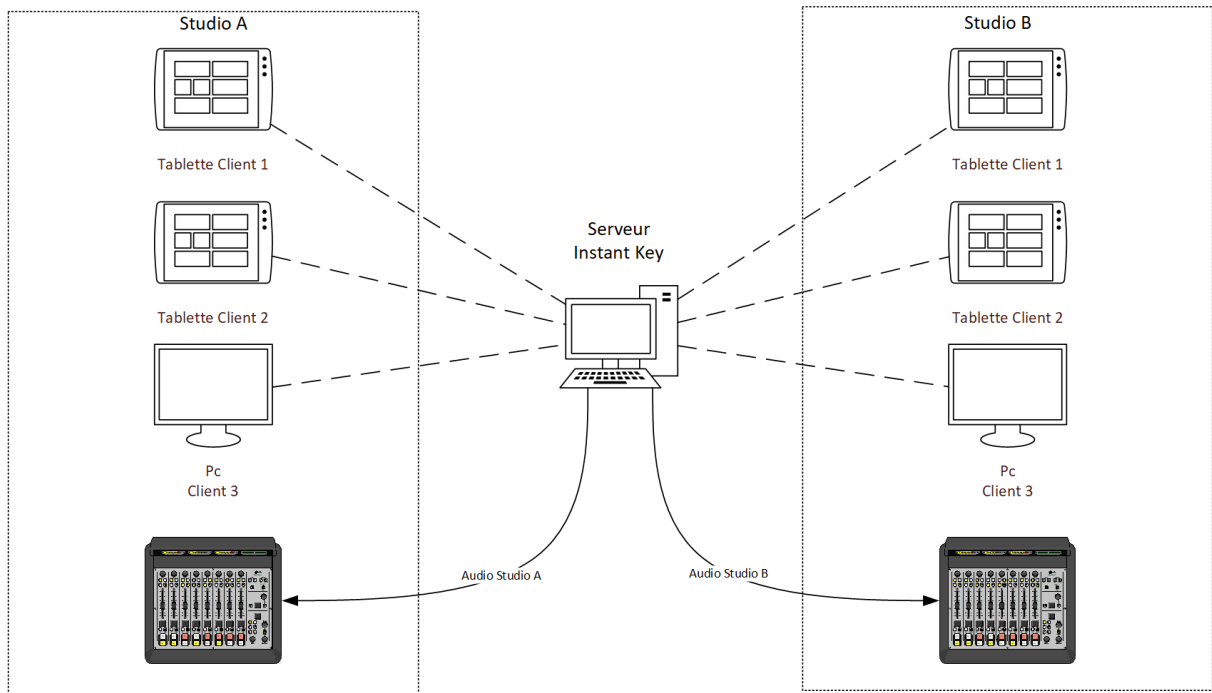 Studio A
Studio B
Tablette Client 1
Tablette Client 1
Serveur
Instant Key
Tablette Client 2
Tablette Client 2
Pc
Client 3
Pc
Client 3
Audio Studio A
Audio Studio B